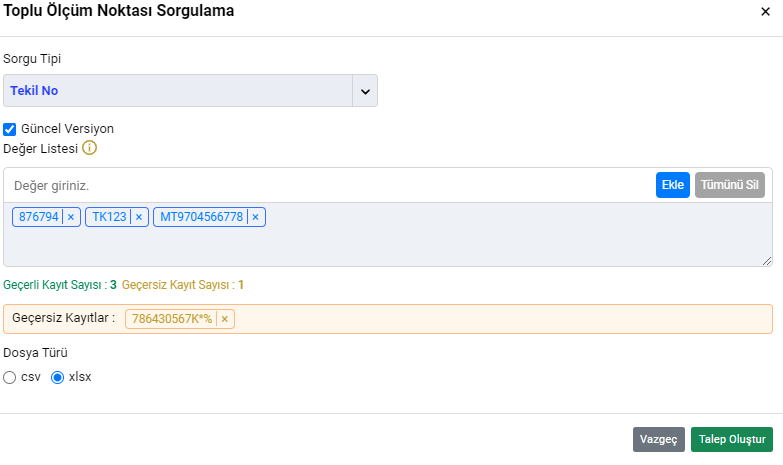 Toplu Ölçüm Noktası Sorgulama ×
Sorgu Tipi
Tekil No
Güncel Versiyon
Değer Listesi
Değer giriniz. Ekle Tümünü Sil
876794 × TK123 × MT9704566778 ×
Geçerli Kayıt Sayısı : 3 Geçersiz Kayıt Sayısı : 1
Geçersiz Kayıtlar : 786430567K*% ×
Dosya Türü
csv xlsx
Vazgeç Talep Oluştur